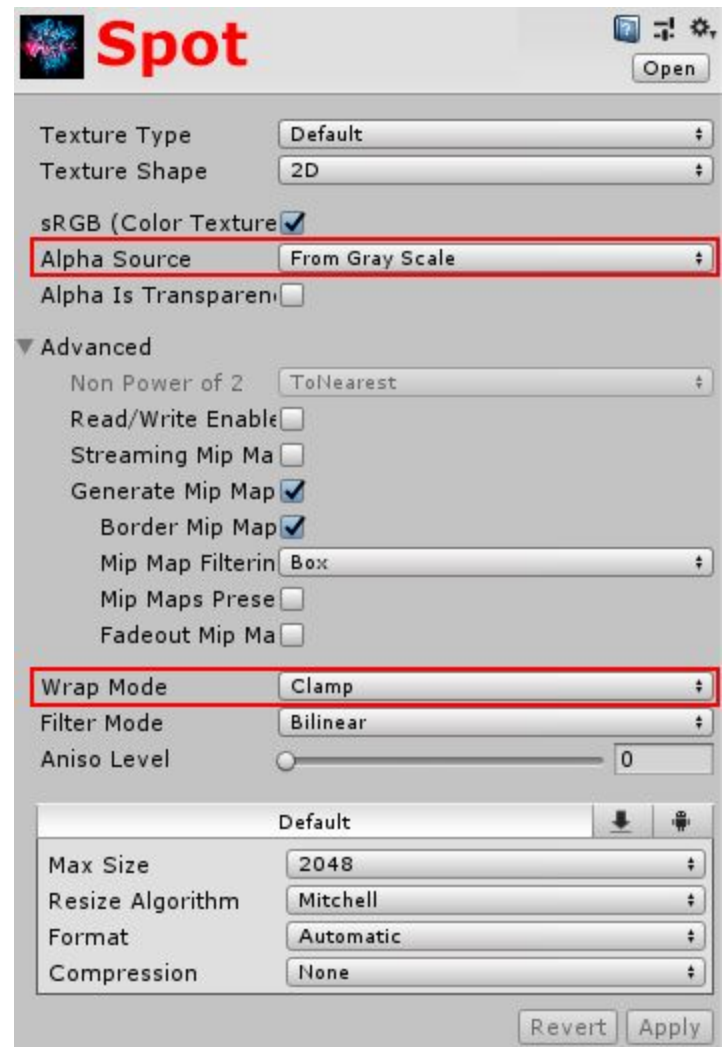 Spot
Open
Texture Type Default
Texture Shape 2D
sRGB (Color Texture
Alpha Source From Gray Scale
Alpha Is Transparen
Advanced
Non Power of 2 ToNearest
Read/Write Enable
Streaming Mip Ma
Generate Mip Map
Border Mip Map
Mip Map Filterin Box
Mip Maps Prese
Fadeout Mip Ma
Wrap Mode Clamp
Filter Mode Bilinear
Aniso Level 0
Default
Max Size 2048
Resize Algorithm Mitchell
Format Automatic
Compression None
Revert Apply